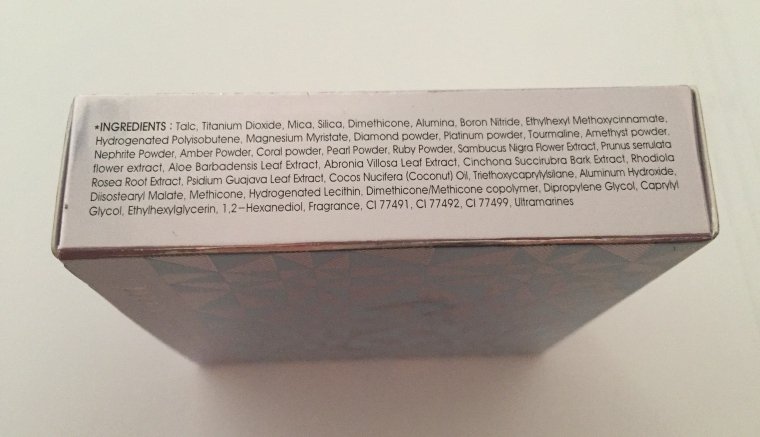 *INGREDIENTS : Talc, Titanium Dioxide, Mica, Silica, Dimethicone, Alumina, Boron Nitride, Ethylhexyl Methoxycinnamate,
Hydrogenated Polyisobutene, Magnesium Myristate, Diamond powder, Platinum powder, Tourmaline, Amethyst powder,
Nephrite Powder, Amber Powder, Coral powder, Pearl Powder, Ruby Powder, Sambucus Nigra Flower Extract, Prunus serrulata
flower extract, Aloe Barbadensis Leaf Extract, Abronia Villosa Leaf Extract, Cinchona Succirubra Bark Extract, Rhodiola
Rosea Root Extract, Psidium Guajava Leaf Extract, Cocos Nucifera (Coconut) Oil, Triethoxycaprylylsilane, Aluminum Hydroxide,
Diisostearyl Malate, Methicone, Hydrogenated Lecithin, Dimethicone/Methicone copolymer, Dipropylene Glycol, Caprylyl
Glycol, Ethylhexylglycerin, 1,2-Hexanediol, Fragrance, CI 77491, CI 77492, CI 77499, Ultramarines